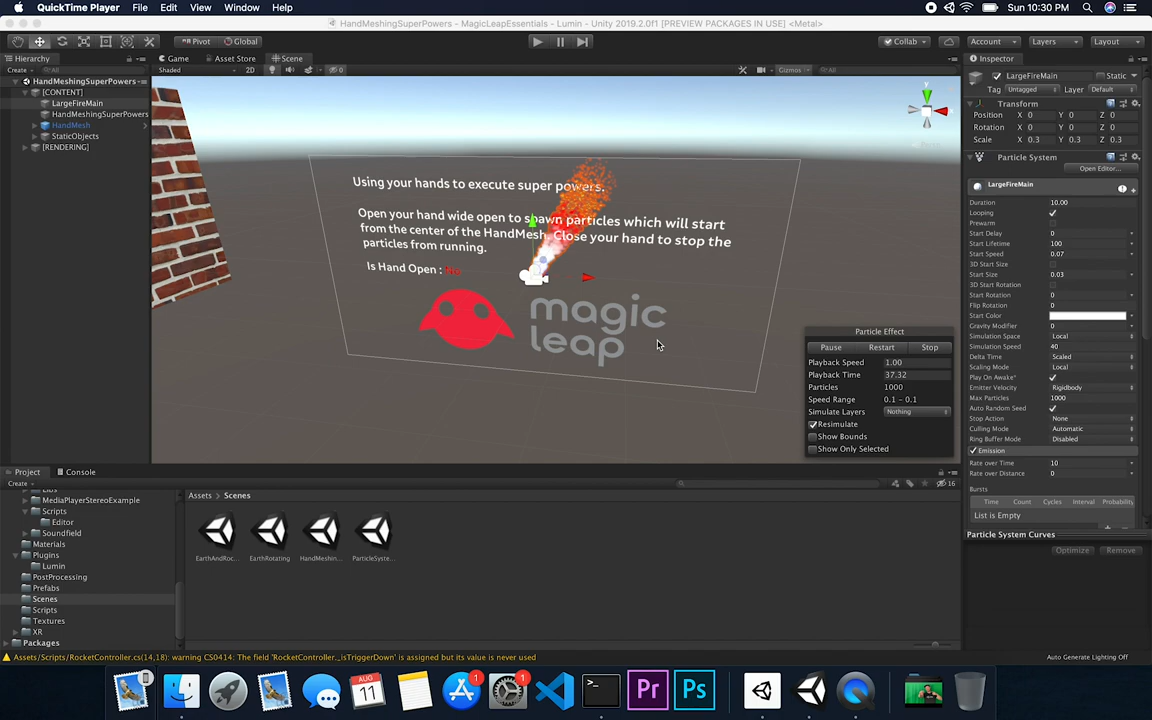 QuickTime Player File Edit View Window Help Sun 10:30 PM
HandMeshingSuperPowers - MagicLeapEssentials - Lumin - Unity 2019.2.0f1 [PREVIEW PACKAGES IN USE] <Metal>
Pivot Global Collab Account Layers Layout
Hierarchy Game Asset Store Scene Inspector
Create All Shaded 2D 0 Gizmos All
LargeFireMain Static
Tag Untagged Layer Default
HandMeshingSuperPowers
[CONTENT]
LargeFireMain
HandMeshingSuperPowers
HandMesh
StaticObjects
[RENDERING]
Transform
Position X 0 Y 0 Z 0
Rotation X 0 Y 0 Z 0
Scale X 0.3 Y 0.3 Z 0.3
Particle System
Open Editor...
LargeFireMain
Duration 10.00
Looping
Prewarm
Start Delay 0
Start Lifetime 100
Start Speed 0.07
3D Start Size
Start Size 0.03
3D Start Rotation
Start Rotation 0
Flip Rotation 0
Start Color
Gravity Modifier 0
Simulation Space Local
Simulation Speed 40
Delta Time Scaled
Scaling Mode Local
Play On Awake*
Emitter Velocity Rigidbody
Max Particles 1000
Auto Random Seed
Stop Action None
Culling Mode Automatic
Ring Buffer Mode Disabled
Emission
Rate over Time 10
Rate over Distance 0
Bursts
Time Count Cycles Interval Probability
List is Empty
Particle System Curves
Optimize Remove
y
Using your hands to execute super powers.
Open your hand wide open to spawn particles which will start
from the center of the HandMesh. Close your hand to stop the
particles from running.
Is Hand Open : No
magic
leap
Particle Effect
Pause Restart Stop
Playback Speed 1.00
Playback Time 37.32
Particles 1000
Speed Range 0.1 - 0.1
Simulate Layers Nothing
Resimulate
Show Bounds
Show Only Selected
Project Console
Create 16
MediaPlayerStereoExample
Scripts
Editor
Soundfield
Materials
Plugins
Lumin
PostProcessing
Prefabs
Scenes
Scripts
Textures
XR
Packages
Assets Scenes
EarthAndRoc... EarthRotating HandMeshin... ParticleSyste...
Assets/Scripts/RocketController.cs(14,18): warning CS0414: The field 'RocketController._isTriggerDown' is assigned but its value is never used
Auto Generate Lighting Off
AUG
11
1
1
Pr
Ps